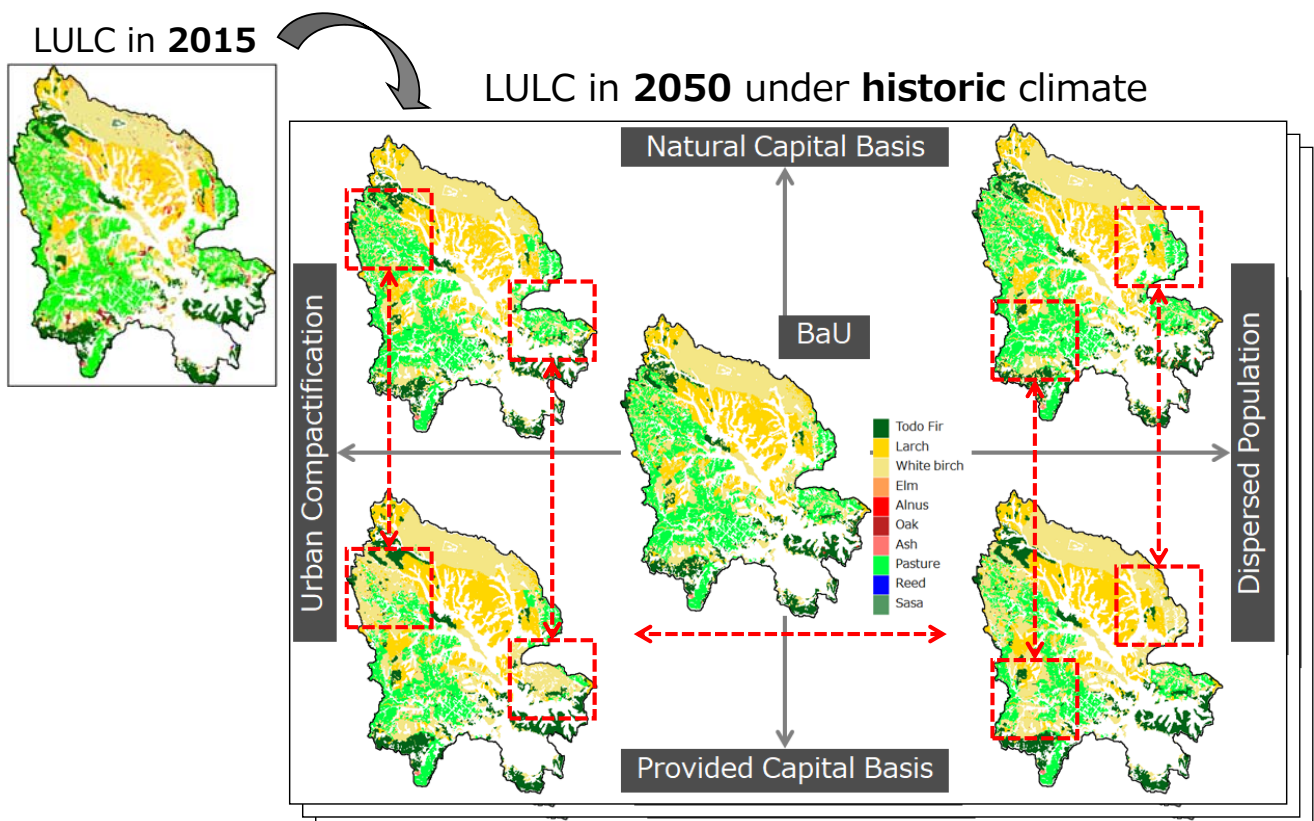 LULC in 2015
LULC in 2050 under historic climate
Natural Capital Basis
Urban Compactification
BaU
Dispersed Population
Todo Fir
Larch
White birch
Elm
Alnus
Oak
Ash
Pasture
Reed
Sasa
Provided Capital Basis